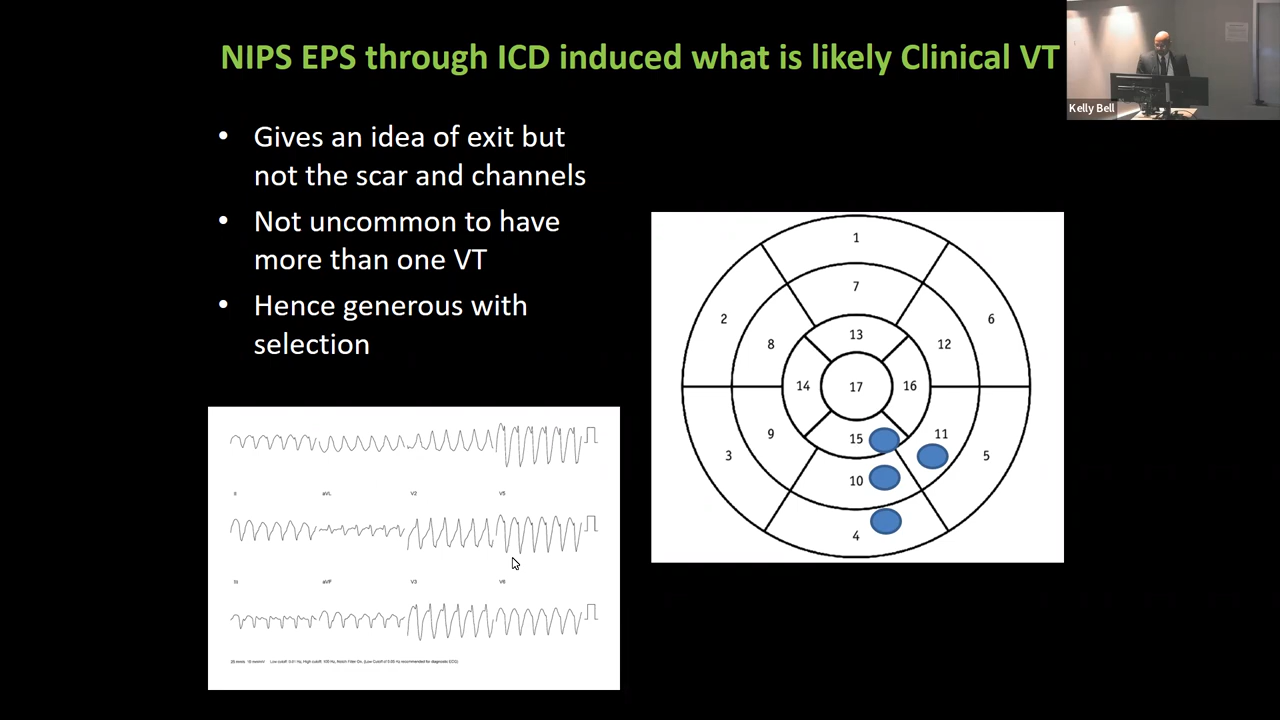 NIPS EPS through ICD induced what is likely Clinical VT
Kelly Bell
• Gives an idea of exit but
not the scar and channels
• Not uncommon to have
more than one VT
• Hence generous with
selection
1
7
2
6
13
8
12
14
17
16
9
15
11
3
5
10
4
aVL
V2
V5
aVF
V3
V6